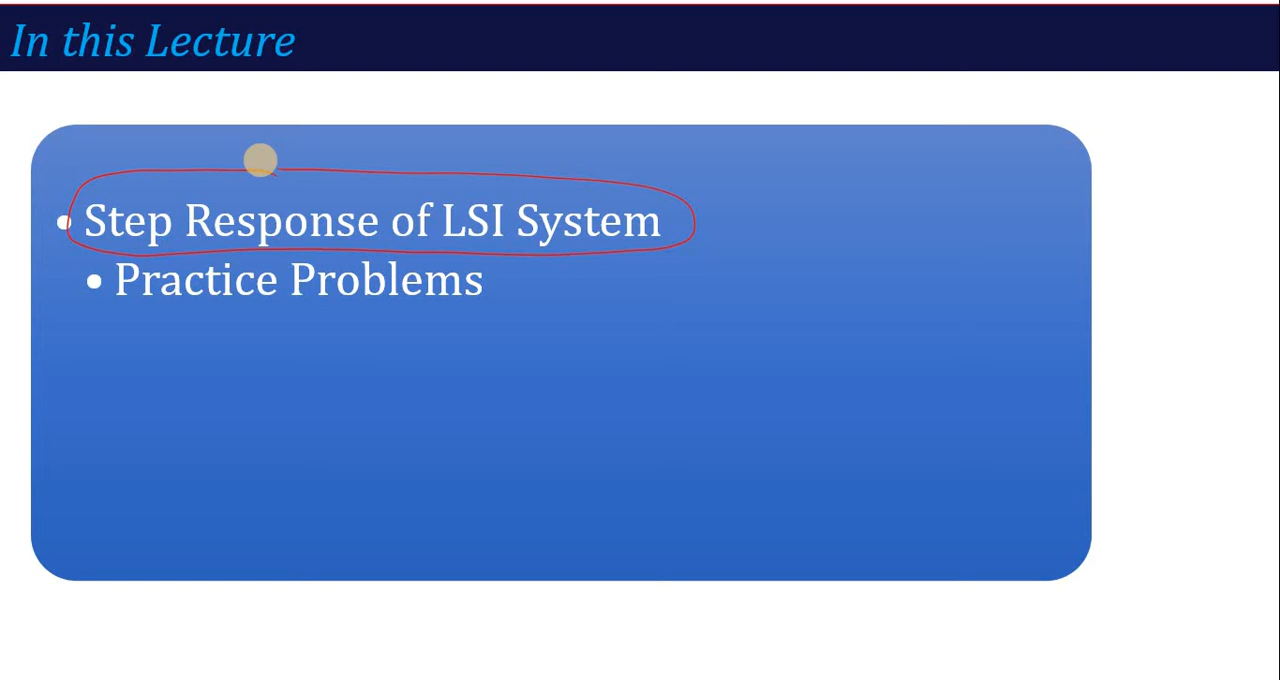 In this Lecture
• Step Response of LSI System
• Practice Problems